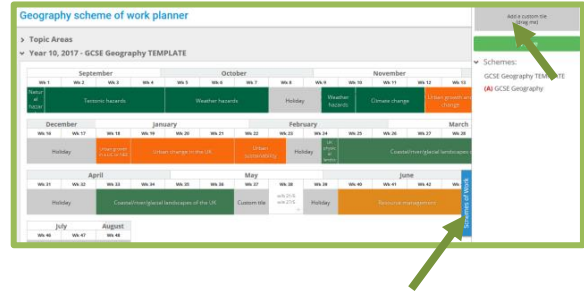 Geography scheme of work planner
Add a custom tile
(drag me)
› Topic Areas
Year 10, 2017 - GCSE Geography TEMPLATE
Schemes:
GCSE Geography TEMPLATE
(A) GCSE Geography
September October November
Wk 1 Wk 2 Wk 3 Wk 4 Wk 5 Wk 6 Wk 7 Wk 8 Wk 9 Wk 10 Wk 11 Wk 12 Wk 13
Natur
al
hazar
Tectonic hazards
Weather hazards
Holiday
Weather
hazards
Climate change
Urban growth and
change
December January February March
Wk 16 Wk 17 Wk 18 Wk 19 Wk 20 Wk 21 Wk 22 Wk 23 Wk 24 Wk 25 Wk 26 Wk 27 Wk 28
Holiday
Urban change in the UK
Urban
sustainability
Holiday
UK
Coastal/river/glacial landscapes
April May June
Wk 31 Wk 32 Wk 33 Wk 34 Wk 35 Wk 36 Wk 37 Wk 38 Wk 39 Wk 40 Wk 41 Wk 42 Wk
Holiday
Coastal/river/glacial landscapes of the UK
Custom tile
Holiday
Resource management
Schemes of Work
July August
Wk 46 Wk 47 Wk 48